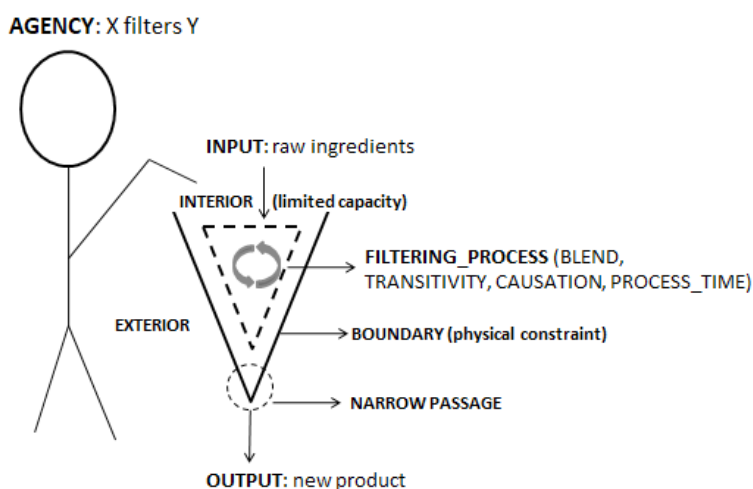 AGENCY: X filters Y
INPUT: raw ingredients
INTERIOR (limited capacity)
FILTERING_PROCESS (BLEND,
TRANSITIVITY, CAUSATION, PROCESS_TIME)
EXTERIOR
BOUNDARY (physical constraint)
NARROW PASSAGE
OUTPUT: new product